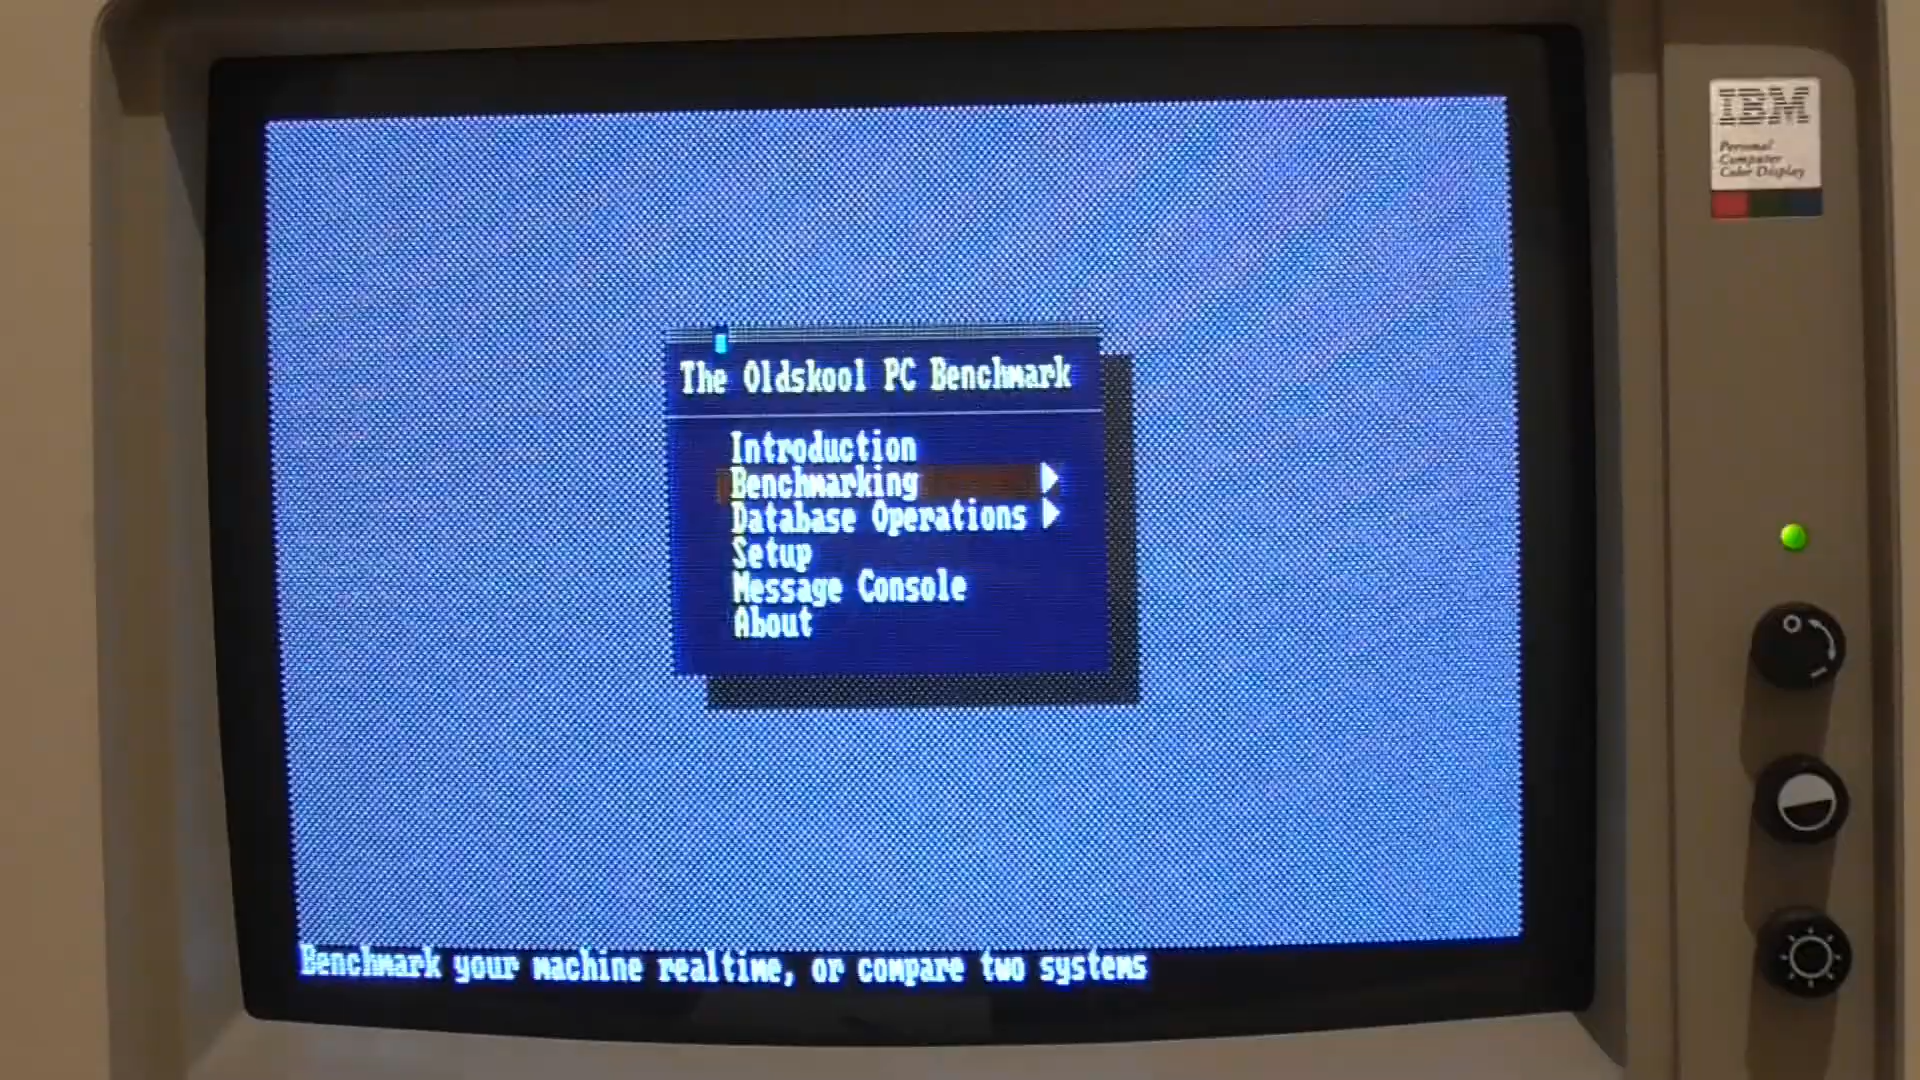 IBM
Personal
Computer
Color Display
The Oldskool PC Benchmark
Introduction
Benchmarking
Database Operations
Setup
Message Console
About
Benchmark your machine realtime, or compare two systems